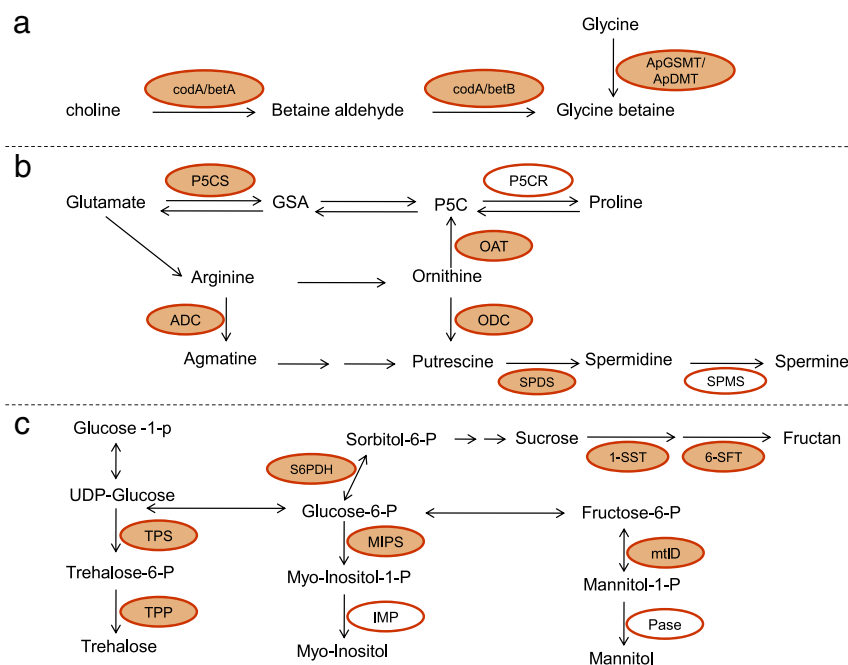 a
Glycine
codA/betA
codA/betB
ApGSMT/
ApDMT
choline
Betaine aldehyde
Glycine betaine
b
P5CS
P5CR
Glutamate
GSA
P5C
Proline
OAT
Arginine
Ornithine
ADC
ODC
Agmatine
Putrescine
Spermidine
Spermine
SPDS
SPMS
c
Glucose -1-p
Sorbitol-6-P
Sucrose
Fructan
1-SST
6-SFT
S6PDH
UDP-Glucose
Glucose-6-P
Fructose-6-P
TPS
MIPS
mtlD
Trehalose-6-P
Myo-Inositol-1-P
Mannitol-1-P
TPP
IMP
Pase
Trehalose
Myo-Inositol
Mannitol